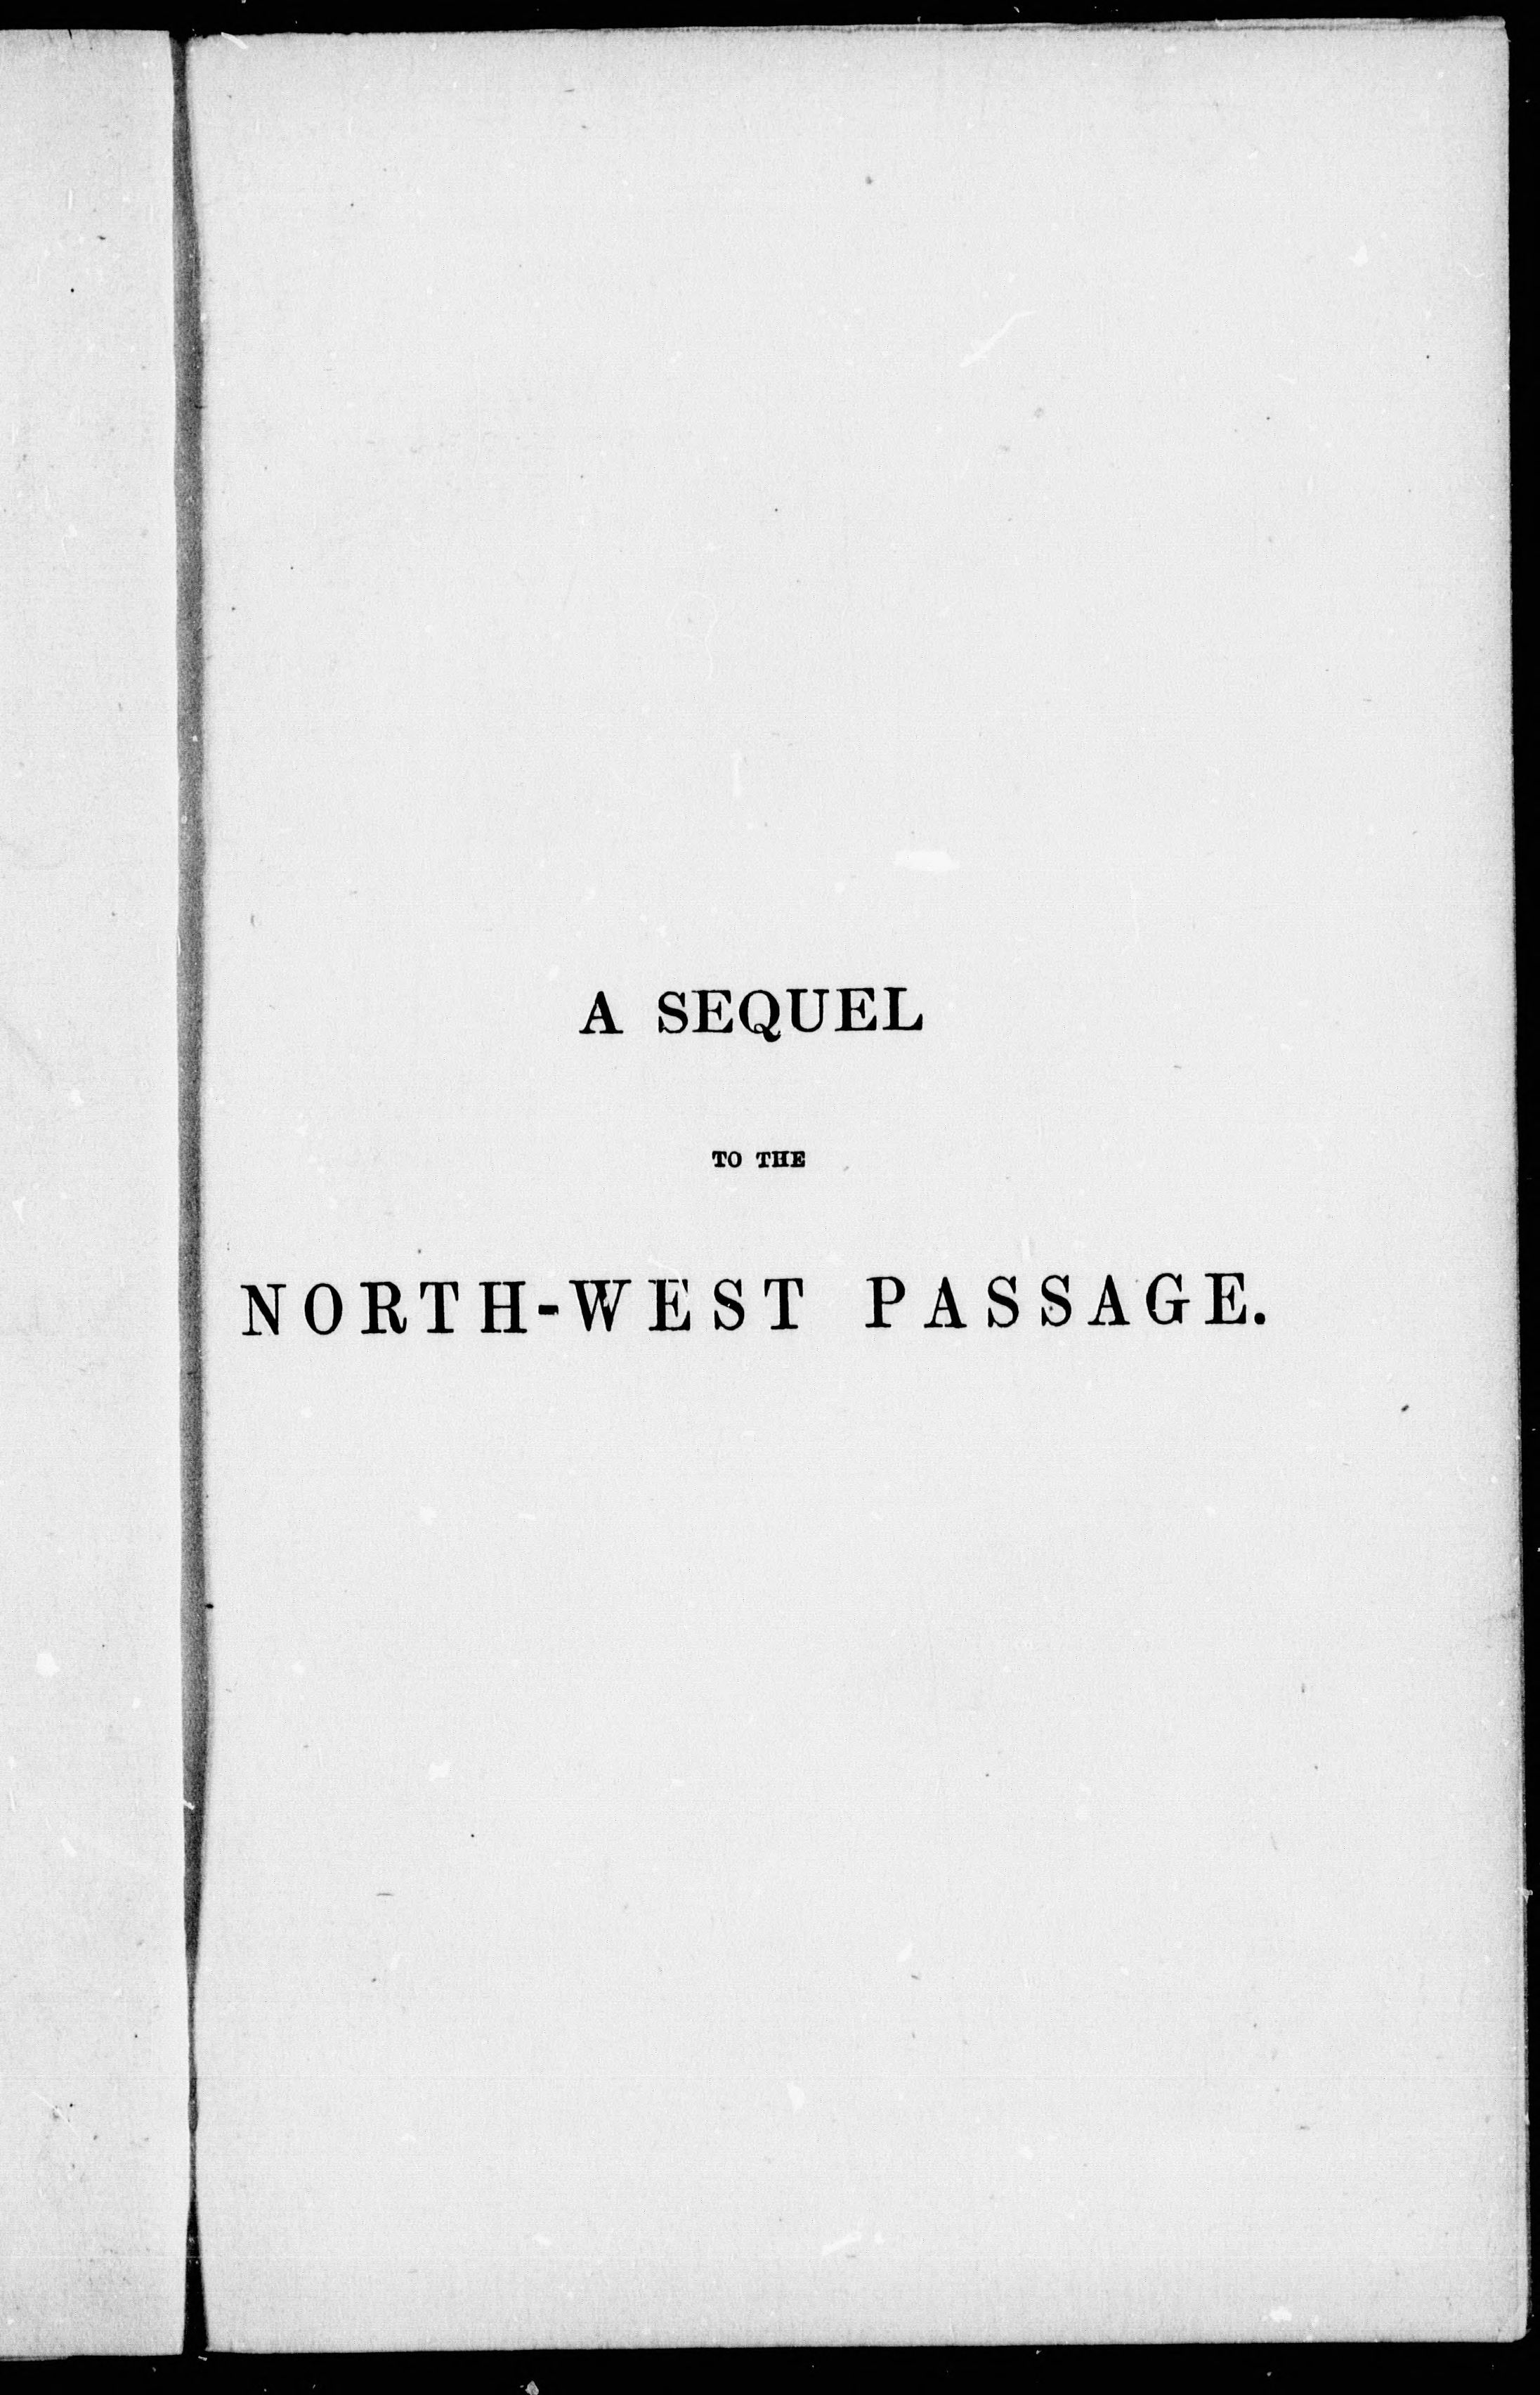 A SEQUEL
TO THE
NORTH-WEST PASSAGE.